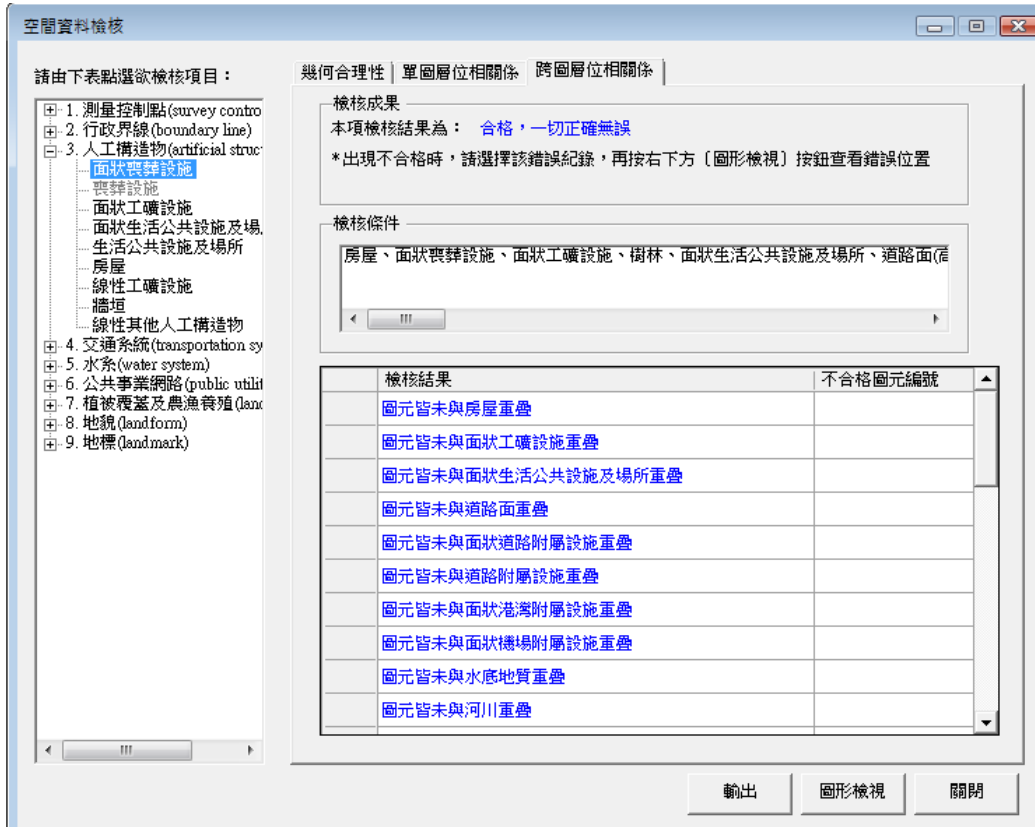 空間資料檢核
請由下表點選欲檢核項目：
1. 測量控制點(survey contro
2. 行政界線(boundary line)
3. 人工構造物(artificial struc
面狀喪葬設施
喪葬設施
面狀工礦設施
面狀生活公共設施及場
生活公共設施及場所
房屋
線性工礦設施
牆垣
線性其他人工構造物
4. 交通系統(transportation sy
5. 水系(water system)
6. 公共事業網路(public utilit
7. 植被覆蓋及農漁養殖(land
8. 地貌(landform)
9. 地標(landmark)
幾何合理性 單圖層位相關係 跨圖層位相關係
檢核成果
本項檢核結果為： 合格，一切正確無誤
*出現不合格時，請選擇該錯誤紀錄，再按右下方〔圖形檢視〕按鈕查看錯誤位置
檢核條件
房屋、面狀喪葬設施、面狀工礦設施、樹林、面狀生活公共設施及場所、道路面(高
檢核結果 不合格圖元編號
圖元皆未與房屋重疊
圖元皆未與面狀工礦設施重疊
圖元皆未與面狀生活公共設施及場所重疊
圖元皆未與道路面重疊
圖元皆未與面狀道路附屬設施重疊
圖元皆未與道路附屬設施重疊
圖元皆未與面狀港灣附屬設施重疊
圖元皆未與面狀機場附屬設施重疊
圖元皆未與水底地質重疊
圖元皆未與河川重疊
輸出 圖形檢視 關閉